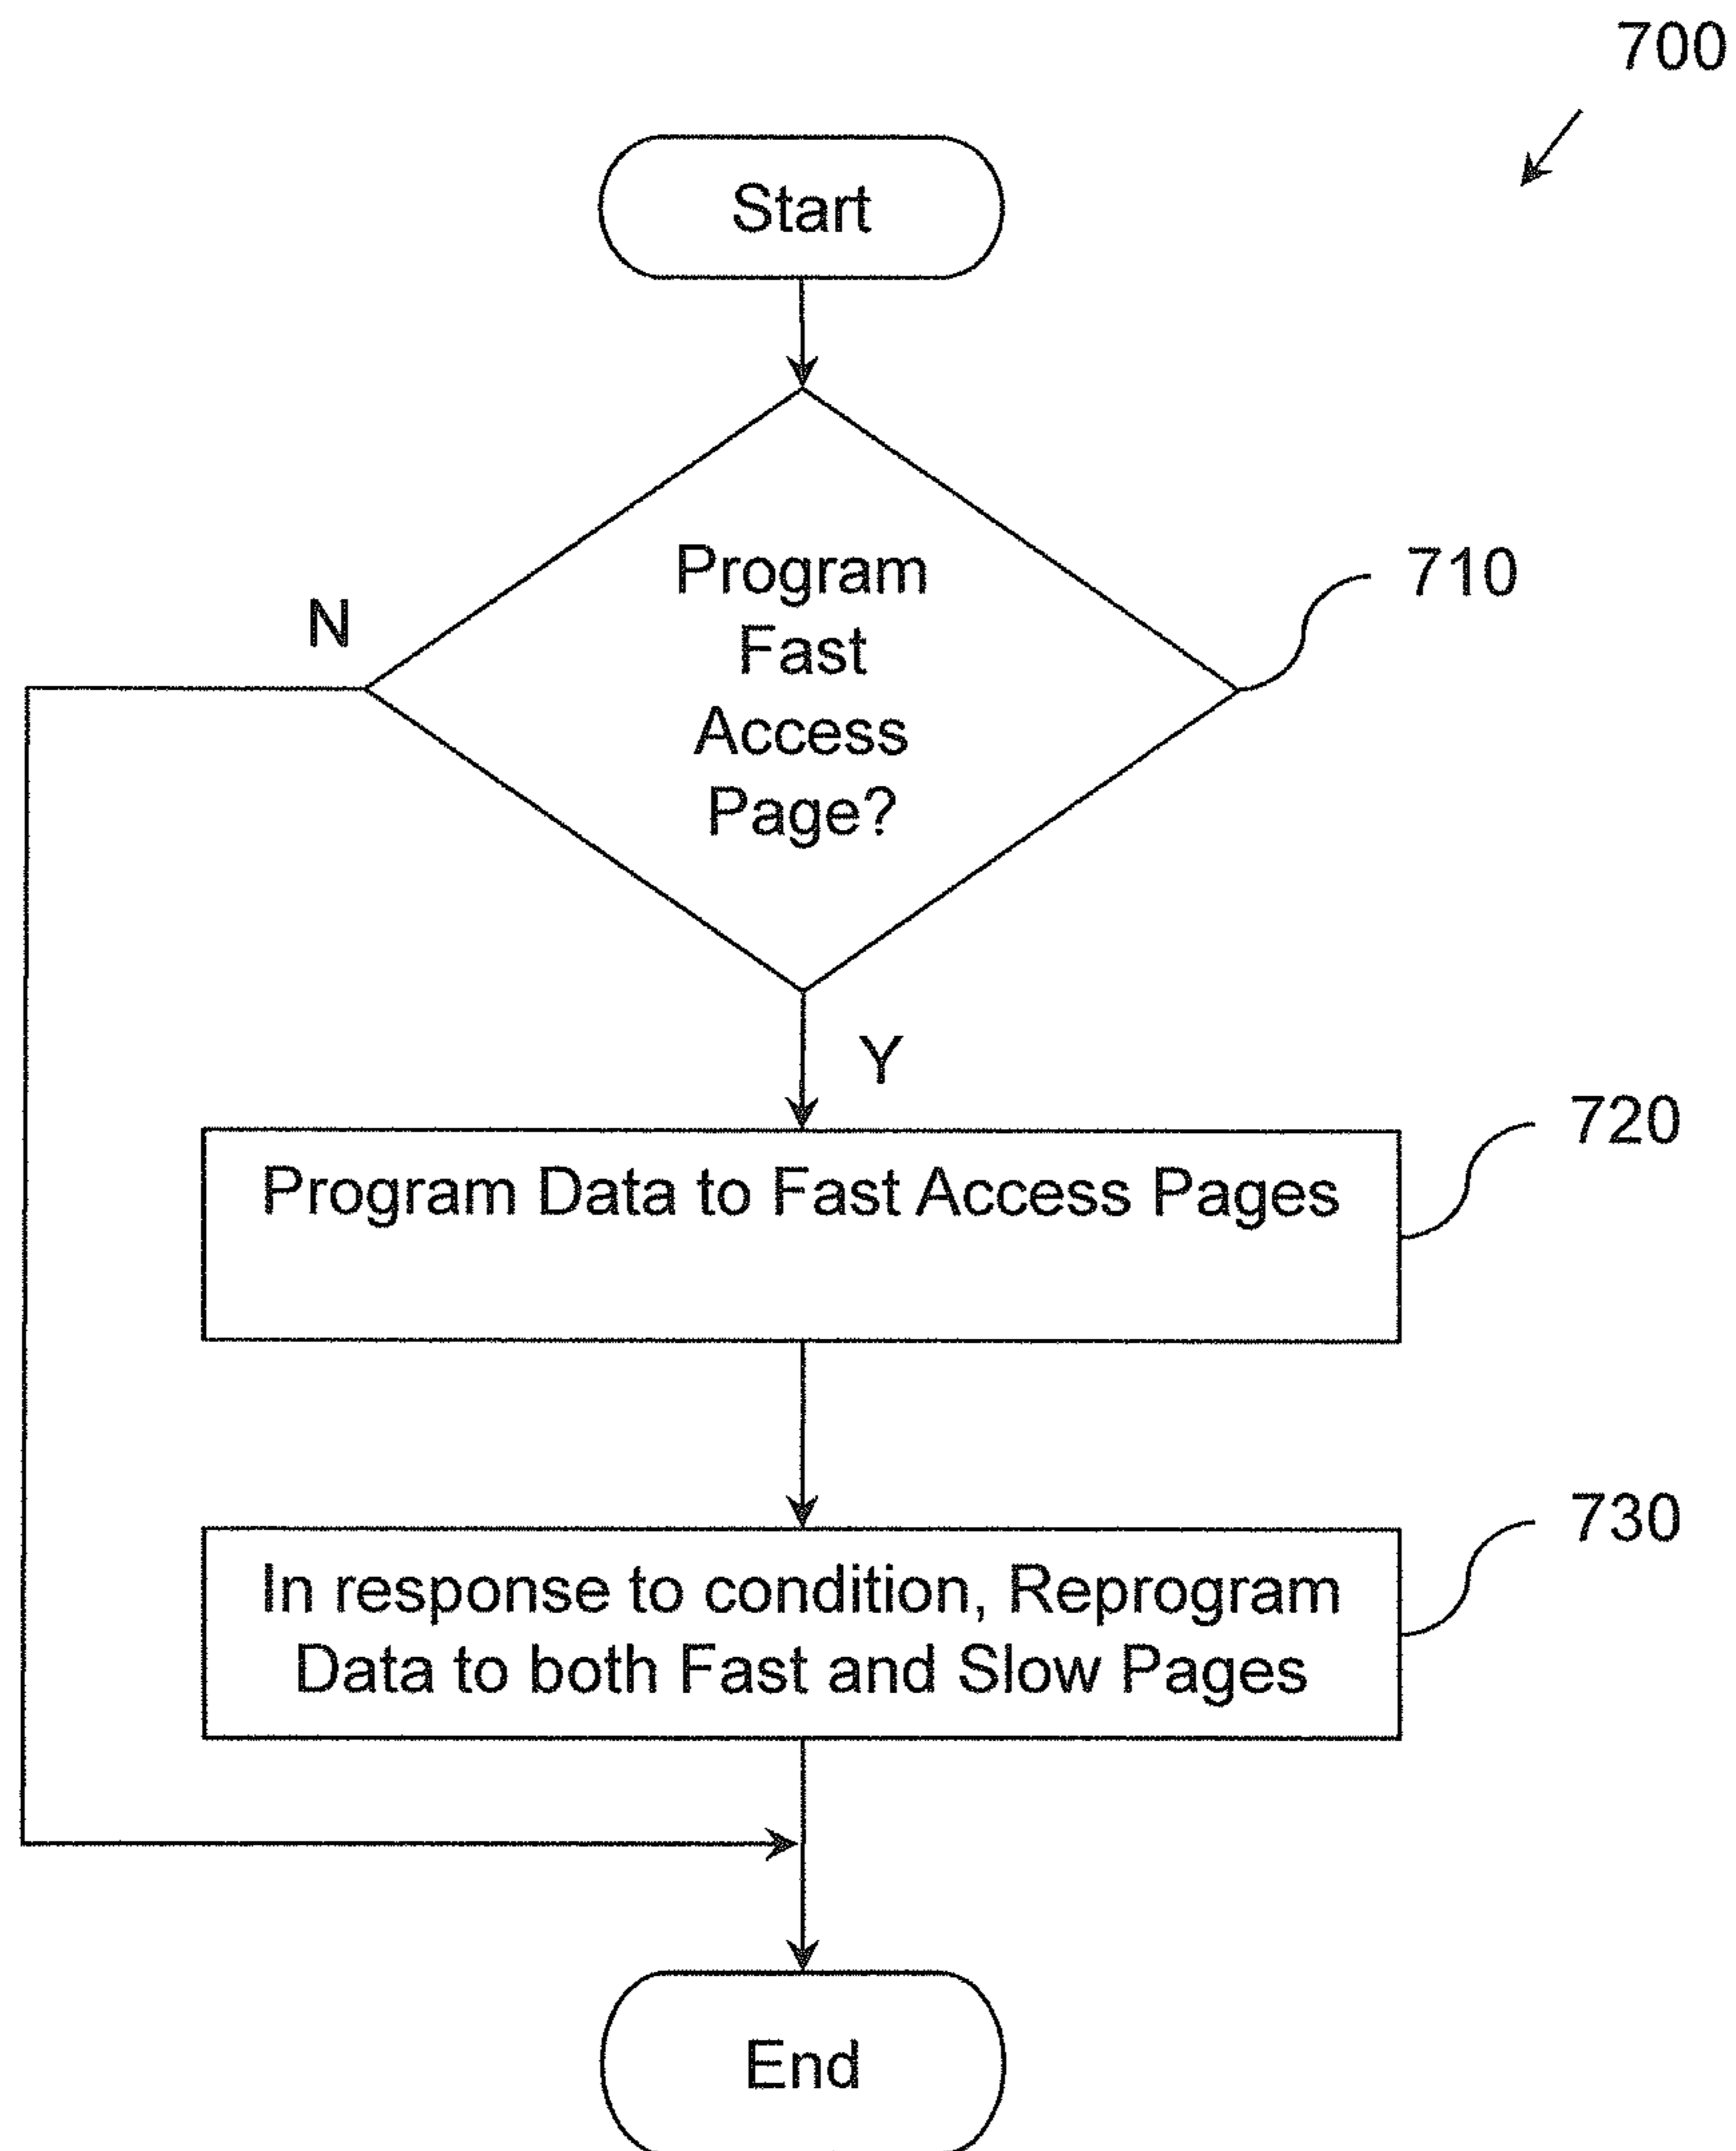 700
Start
Program
Fast
Access
Page?
710
N
Y
Program Data to Fast Access Pages
720
In response to condition, Reprogram
Data to both Fast and Slow Pages
730
End